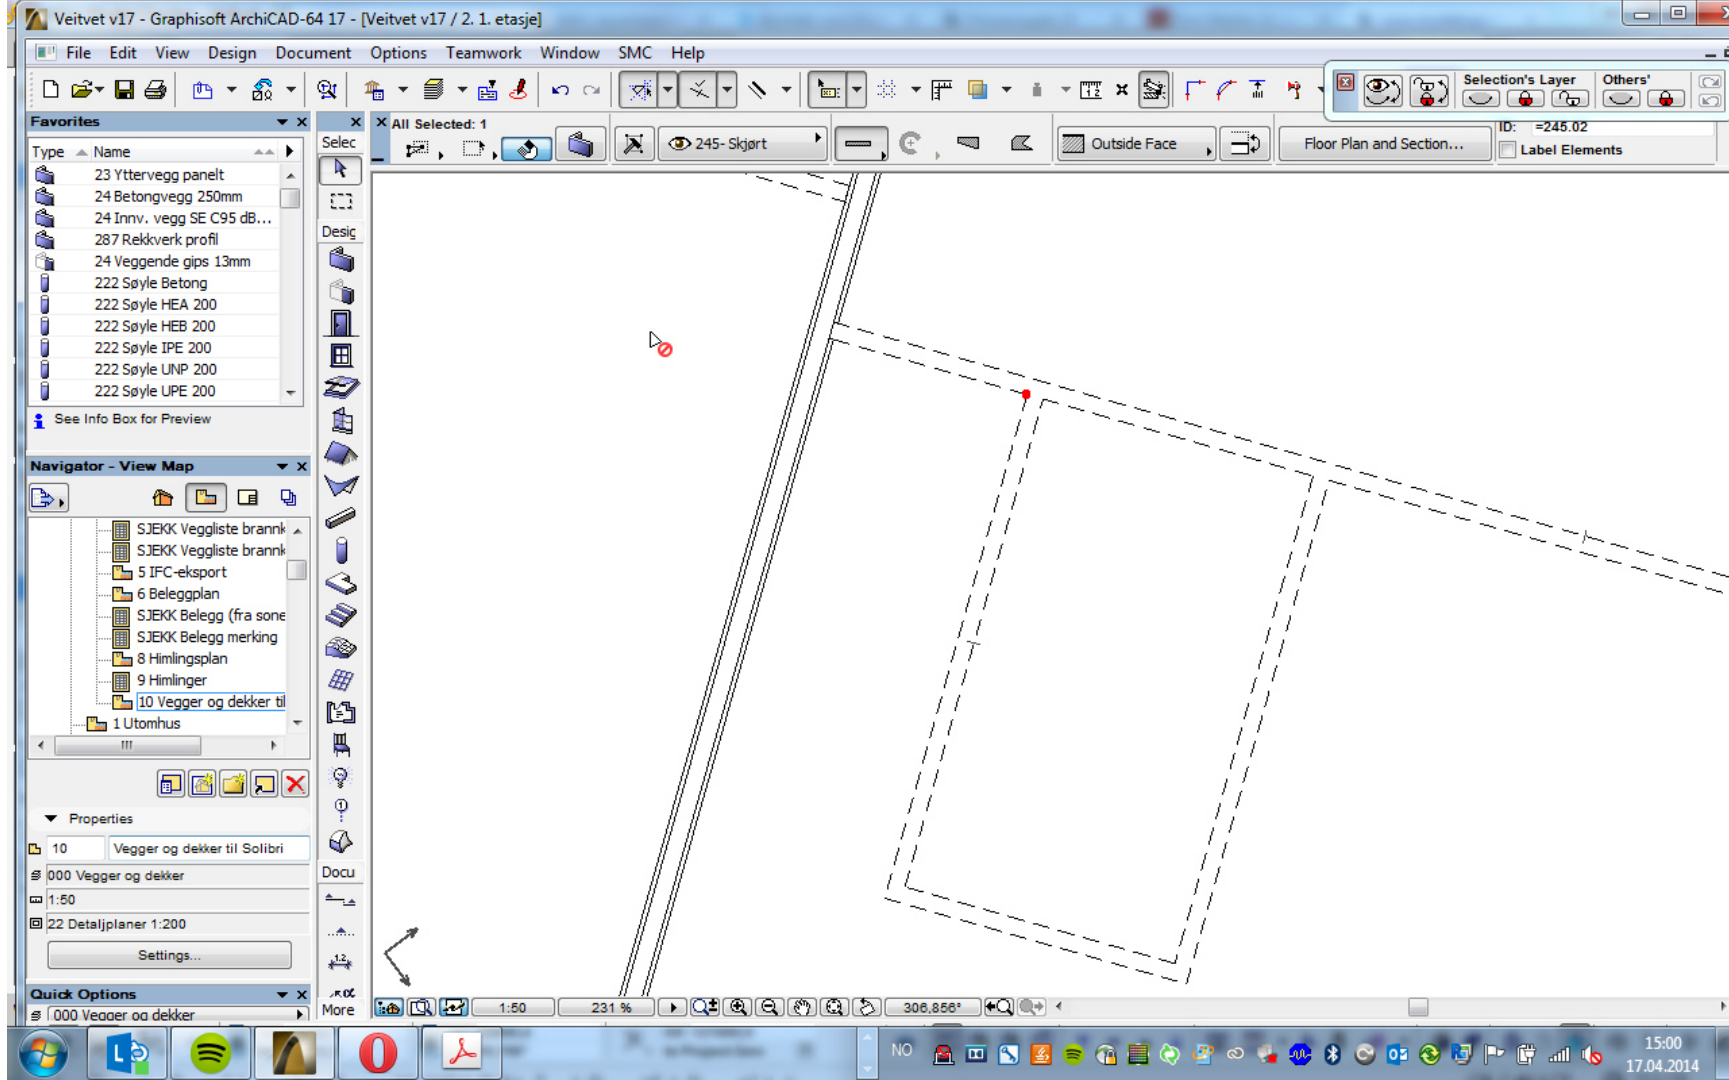 Veitvet v17 - Graphisoft ArchiCAD-64 17 - [Veitvet v17 / 2. 1. etasje]
File Edit View Design Document Options Teamwork Window SMC Help
Selection's Layer Others'
Favorites
Type Name
23 Yttervegg panelt
24 Betongvegg 250mm
24 Innv. vegg SE C95 dB...
287 Rekkverk profil
24 Veggende gips 13mm
222 Søyle Betong
222 Søyle HEA 200
222 Søyle HEB 200
222 Søyle IPE 200
222 Søyle UNP 200
222 Søyle UPE 200
See Info Box for Preview
Selec
Desig
Docu
More
All Selected: 1
245- Skjørt
Outside Face
Floor Plan and Section...
ID: =245.02
Label Elements
Navigator - View Map
SJEKK Veggliste brannk
SJEKK Veggliste brannk
5 IFC-eksport
6 Beleggplan
SJEKK Belegg (fra sone
SJEKK Belegg merking
8 Himlingsplan
9 Himlinger
10 Vegger og dekker til
1 Utomhus
Properties
10 Vegger og dekker til Solibri
000 Vegger og dekker
1:50
22 Detaljplaner 1:200
Settings...
Quick Options
000 Vegger og dekker
1:50 231 % 306,856°
NO
15:00
17.04.2014